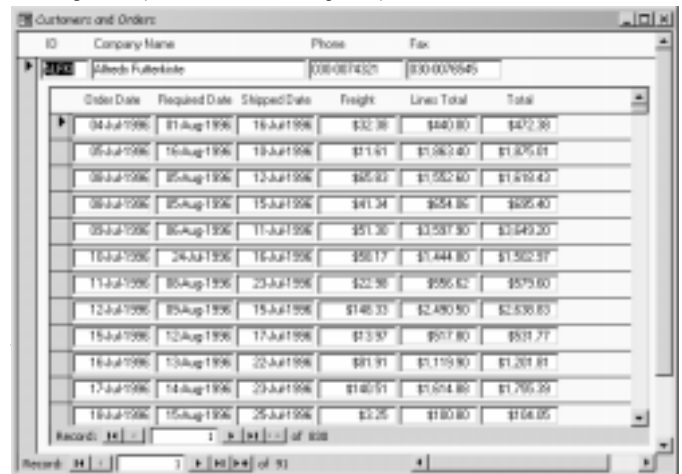 Customers and Orders
ID Company Name Phone Fax
ALFKI Alfreds Futterkiste 030-0074321 030-0076545
Order Date Required Date Shipped Date Freight Lines Total Total
04-Jul-1996 01-Aug-1996 16-Jul-1996 $32.38 $440.00 $472.38
05-Jul-1996 16-Aug-1996 10-Jul-1996 $11.61 $1,863.40 $1,875.01
08-Jul-1996 05-Aug-1996 12-Jul-1996 $65.83 $1,552.60 $1,618.43
08-Jul-1996 05-Aug-1996 15-Jul-1996 $41.34 $654.06 $695.40
09-Jul-1996 06-Aug-1996 11-Jul-1996 $51.30 $3,597.90 $3,649.20
10-Jul-1996 24-Jul-1996 16-Jul-1996 $58.17 $1,444.80 $1,502.97
11-Jul-1996 08-Aug-1996 23-Jul-1996 $22.98 $556.62 $579.60
12-Jul-1996 09-Aug-1996 15-Jul-1996 $148.33 $2,490.50 $2,638.83
15-Jul-1996 12-Aug-1996 17-Jul-1996 $13.97 $517.80 $531.77
16-Jul-1996 13-Aug-1996 22-Jul-1996 $81.91 $1,119.90 $1,201.81
17-Jul-1996 14-Aug-1996 23-Jul-1996 $140.51 $1,614.88 $1,755.39
18-Jul-1996 15-Aug-1996 25-Jul-1996 $3.25 $100.80 $104.05
Record: 1 of 830
Record: 1 of 91